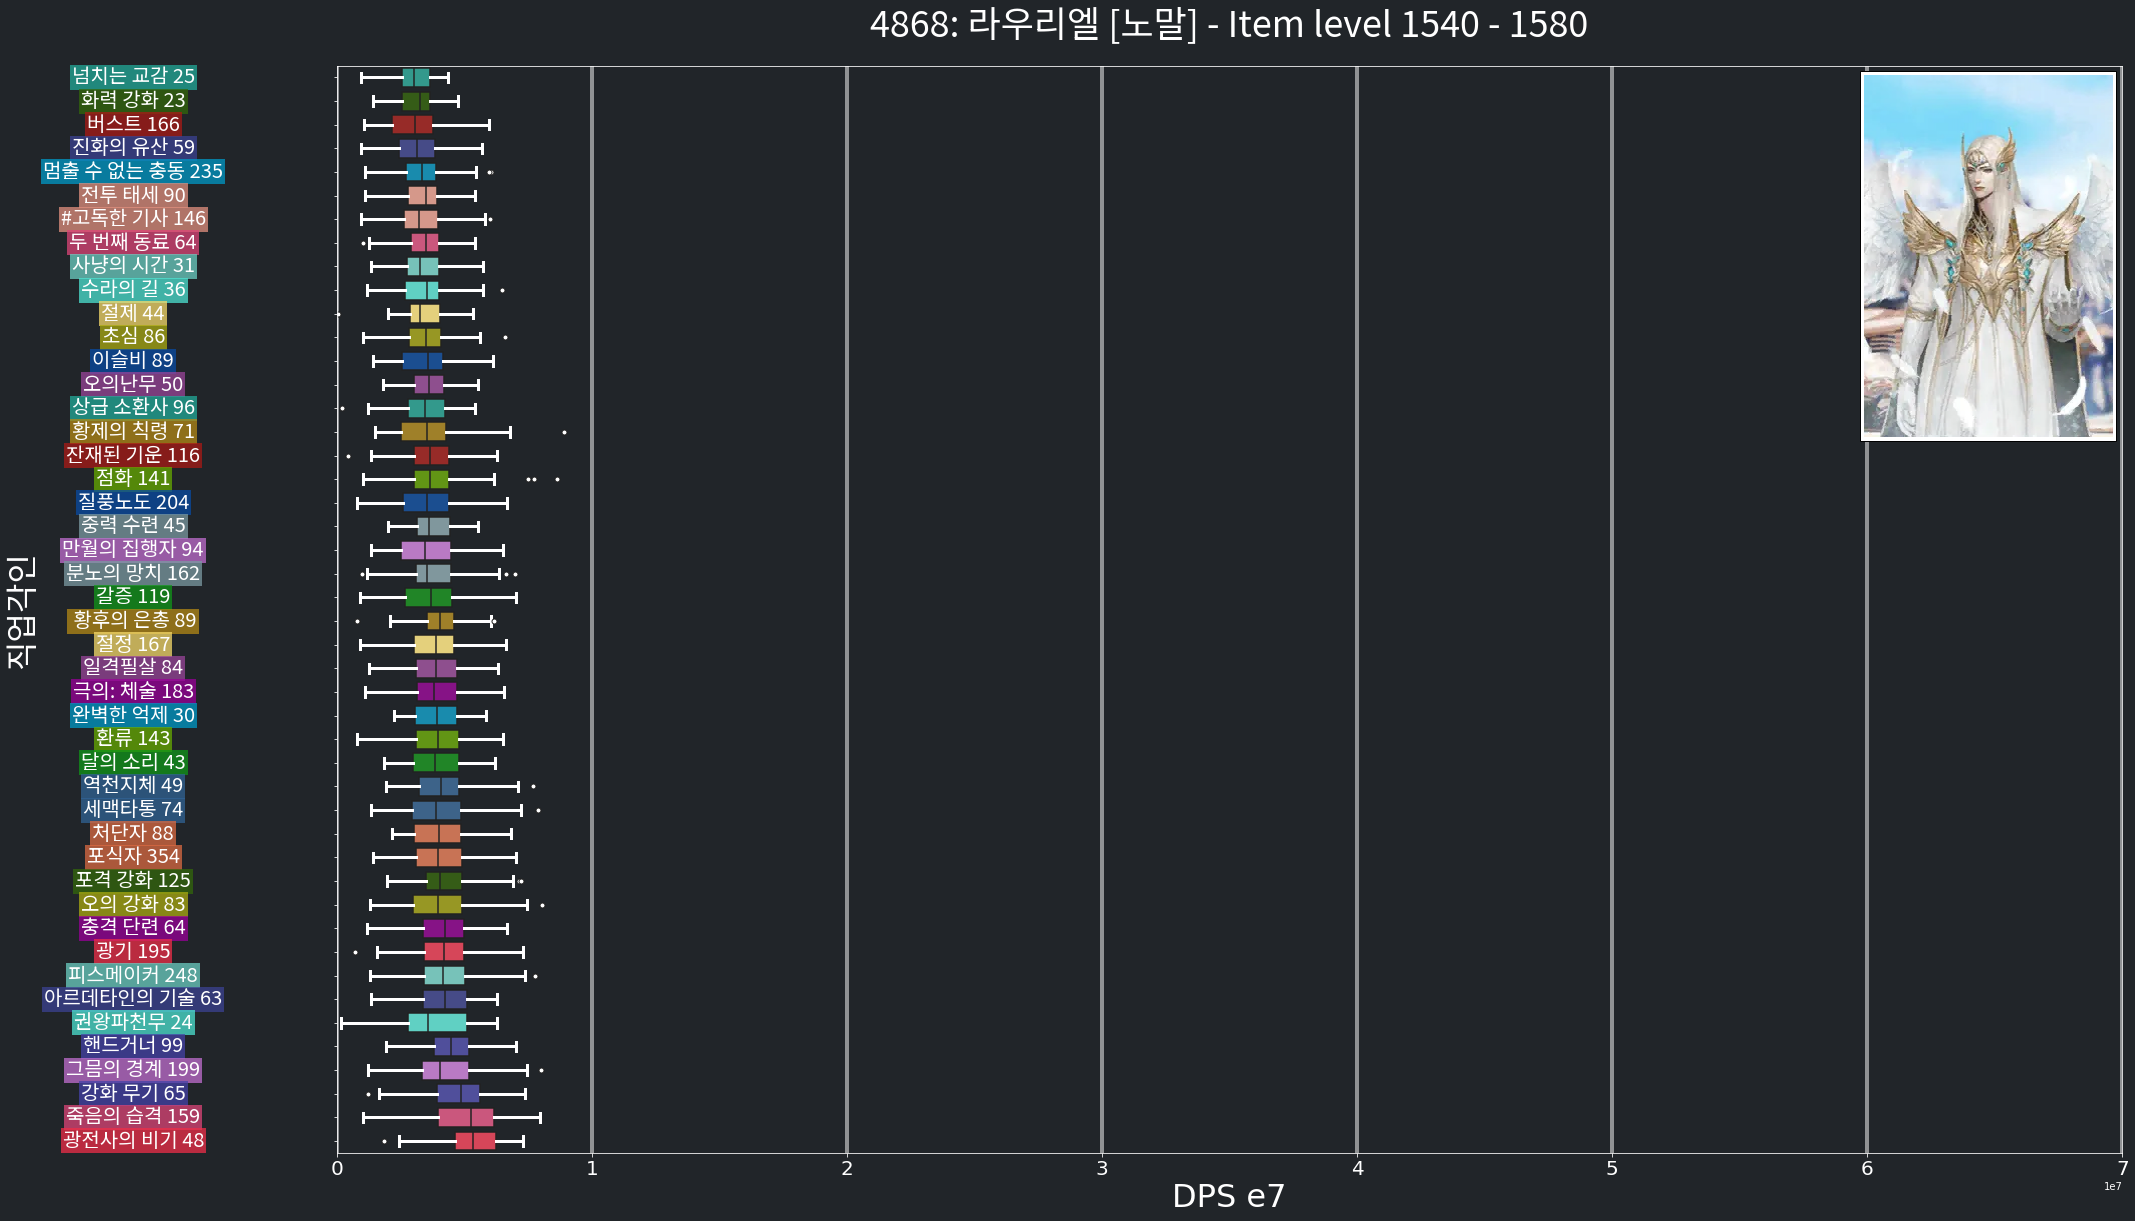 4868: 라우리엘 [노말] - Item level 1540 - 1580
넘치는 교감 25
화력 강화 23
버스트 166
진화의 유산 59
멈출 수 없는 충동 235
전투 태세 90
#고독한 기사 146
두 번째 동료 64
사냥의 시간 31
수라의 길 36
절제 44
초심 86
이슬비 89
오의난무 50
상급 소환사 96
황제의 칙령 71
잔재된 기운 116
점화 141
질풍노도 204
중력 수련 45
만월의 집행자 94
분노의 망치 162
갈증 119
황후의 은총 89
절정 167
일격필살 84
극의: 체술 183
완벽한 억제 30
환류 143
달의 소리 43
역천지체 49
세맥타통 74
처단자 88
포식자 354
포격 강화 125
오의 강화 83
충격 단련 64
광기 195
피스메이커 248
아르데타인의 기술 63
권왕파천무 24
핸드거너 99
그믐의 경계 199
강화 무기 65
죽음의 습격 159
광전사의 비기 48
직업각인
0 1 2 3 4 5 6 7
1e7
DPS e7